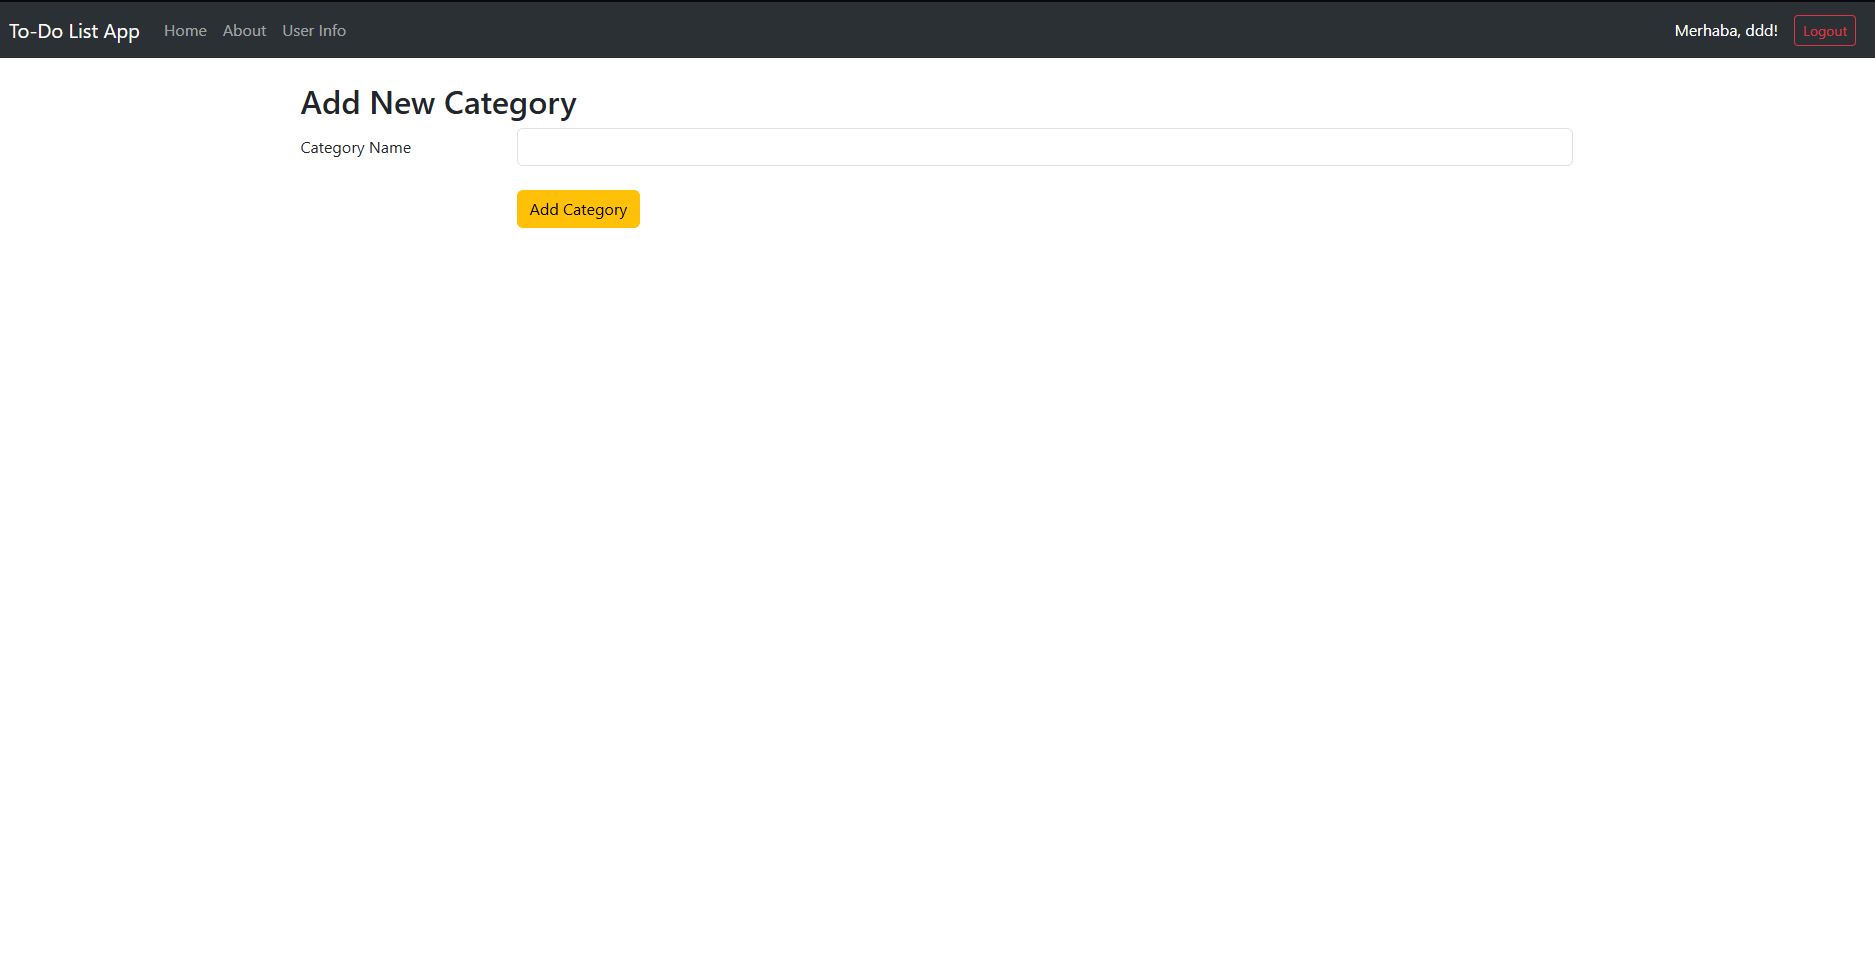 To-Do List App Home About User Info Merhaba, ddd! Logout
Add New Category
Category Name
Add Category